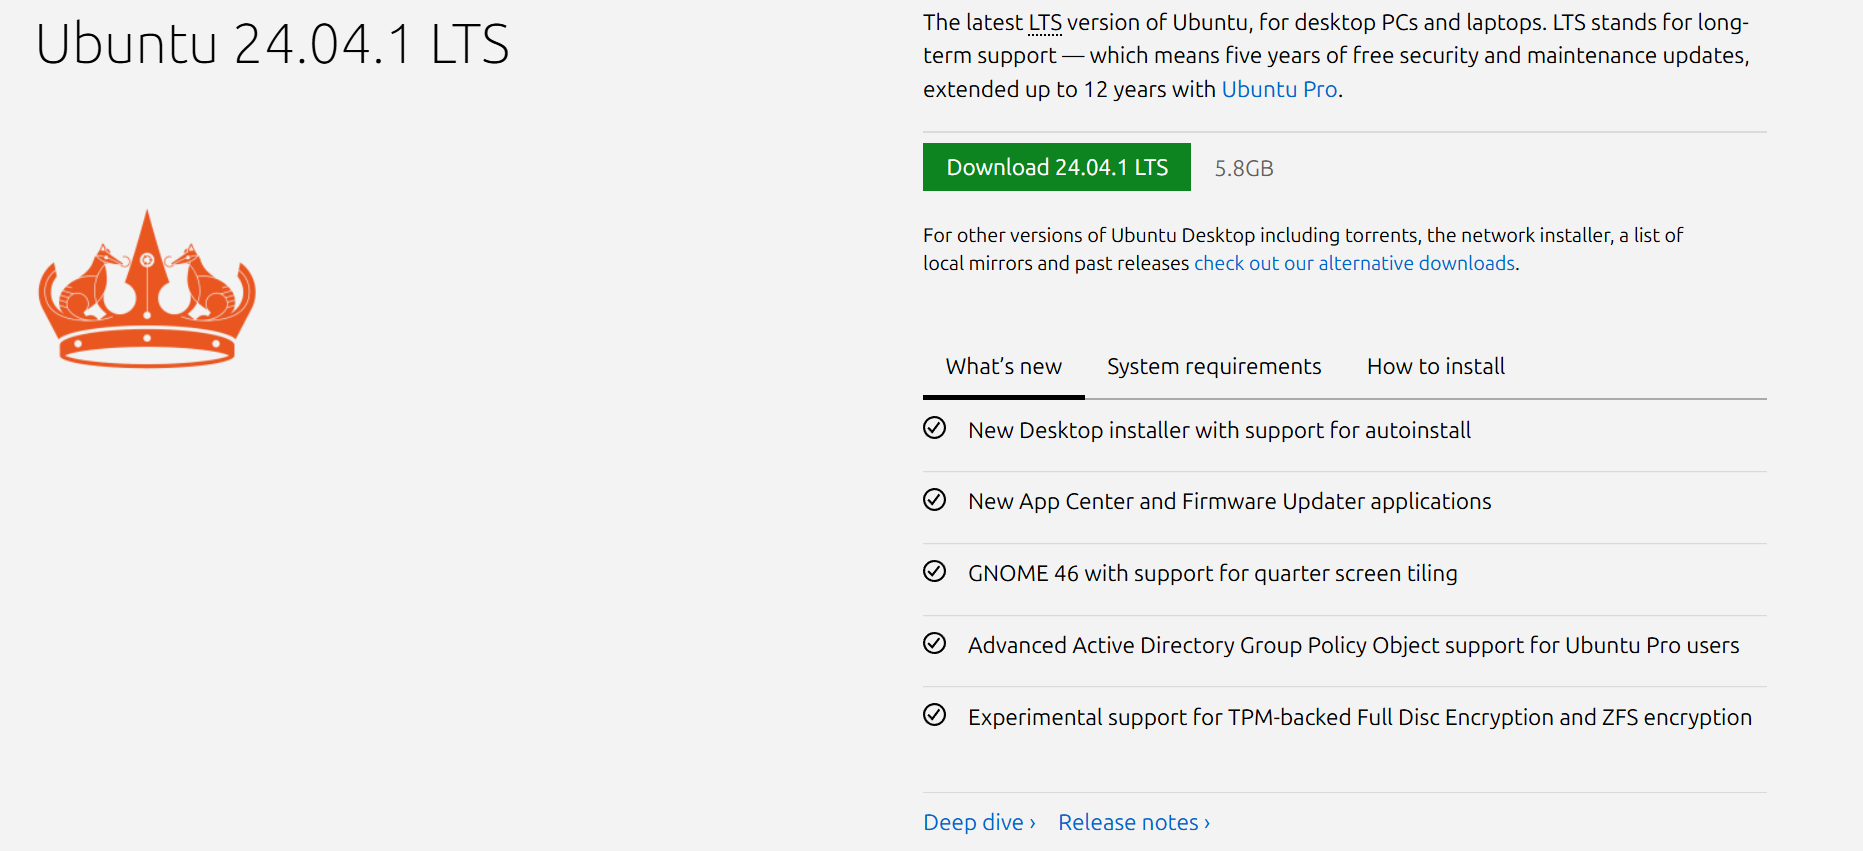 Ubuntu 24.04.1 LTS
The latest LTS version of Ubuntu, for desktop PCs and laptops. LTS stands for long-
term support — which means five years of free security and maintenance updates,
extended up to 12 years with Ubuntu Pro.
Download 24.04.1 LTS 5.8GB
For other versions of Ubuntu Desktop including torrents, the network installer, a list of
local mirrors and past releases check out our alternative downloads.
What’s new System requirements How to install
New Desktop installer with support for autoinstall
New App Center and Firmware Updater applications
GNOME 46 with support for quarter screen tiling
Advanced Active Directory Group Policy Object support for Ubuntu Pro users
Experimental support for TPM-backed Full Disc Encryption and ZFS encryption
Deep dive › Release notes ›